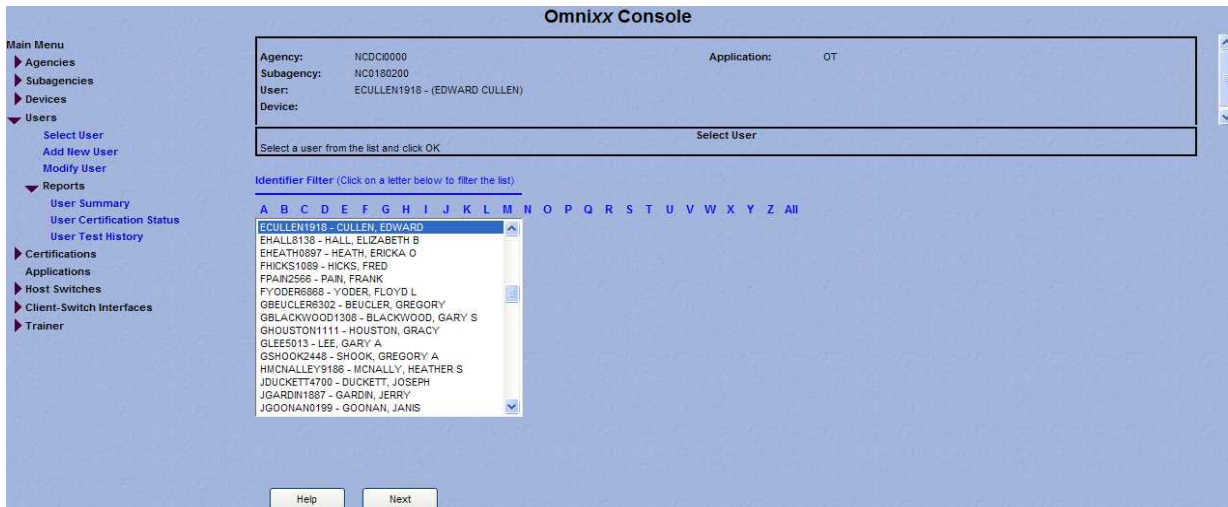 Omnixx Console
Main Menu
Agencies
Subagencies
Devices
Users
Select User
Add New User
Modify User
Reports
User Summary
User Certification Status
User Test History
Certifications
Applications
Host Switches
Client-Switch Interfaces
Trainer
Agency: NCDCI0000 Application: OT
Subagency: NC0180200
User: ECULLEN1918 - (EDWARD CULLEN)
Device:
Select User
Select a user from the list and click OK
Identifier Filter (Click on a letter below to filter the list)
A B C D E F G H I J K L M N O P Q R S T U V W X Y Z All
ECULLEN1918 - CULLEN, EDWARD
EHALL8138 - HALL, ELIZABETH B
EHEATH0897 - HEATH, ERICKA O
FHICKS1089 - HICKS, FRED
FPAIN2566 - PAIN, FRANK
FYODER6868 - YODER, FLOYD L
GBEUCLER6302 - BEUCLER, GREGORY
GBLACKWOOD1308 - BLACKWOOD, GARY S
GHOUSTON1111 - HOUSTON, GRACY
GLEE5013 - LEE, GARY A
GSHOOK2448 - SHOOK, GREGORY A
HMCNALLEY9186 - MCNALLY, HEATHER S
JDUCKETT4700 - DUCKETT, JOSEPH
JGARDIN1887 - GARDIN, JERRY
JGOONAN0199 - GOONAN, JANIS
Help Next